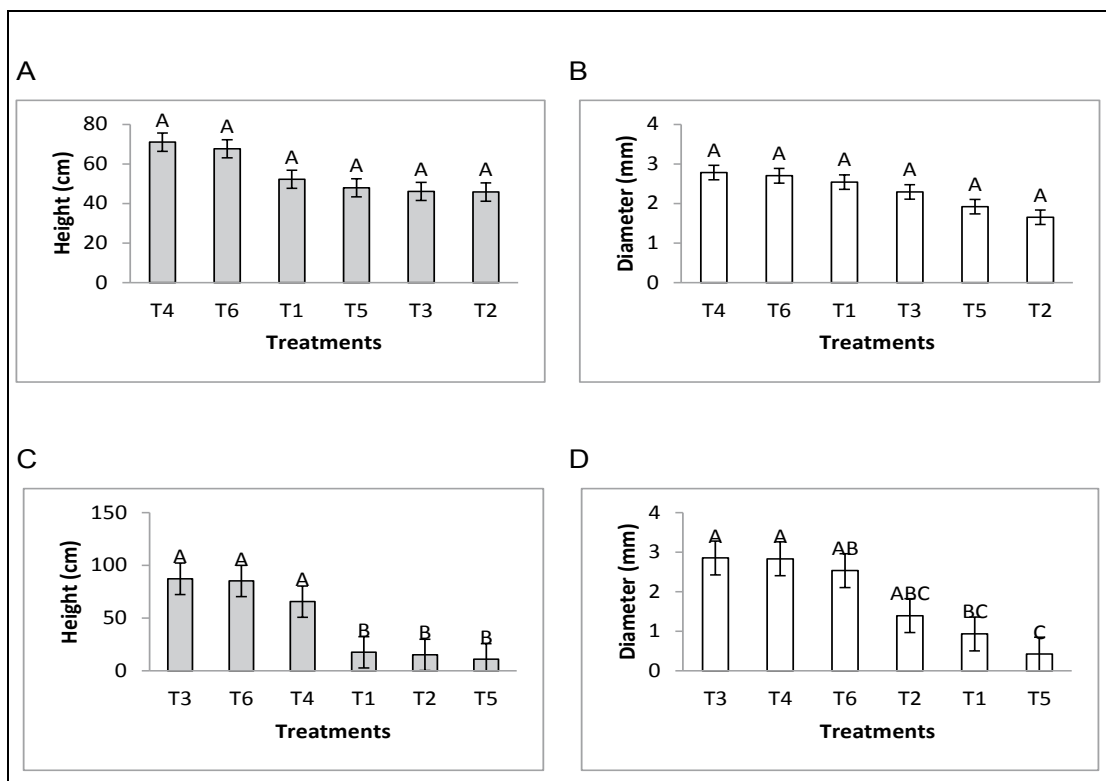 A
B
80
60
40
20
0
Height (cm)
A A A A A A
T4 T6 T1 T5 T3 T2
Treatments
4
3
2
1
0
Diameter (mm)
A A A A A A
T4 T6 T1 T3 T5 T2
Treatments
C
D
150
100
50
0
Height (cm)
A A A B B B
T3 T6 T4 T1 T2 T5
Treatments
4
3
2
1
0
Diameter (mm)
A A AB ABC BC C
T3 T4 T6 T2 T1 T5
Treatments